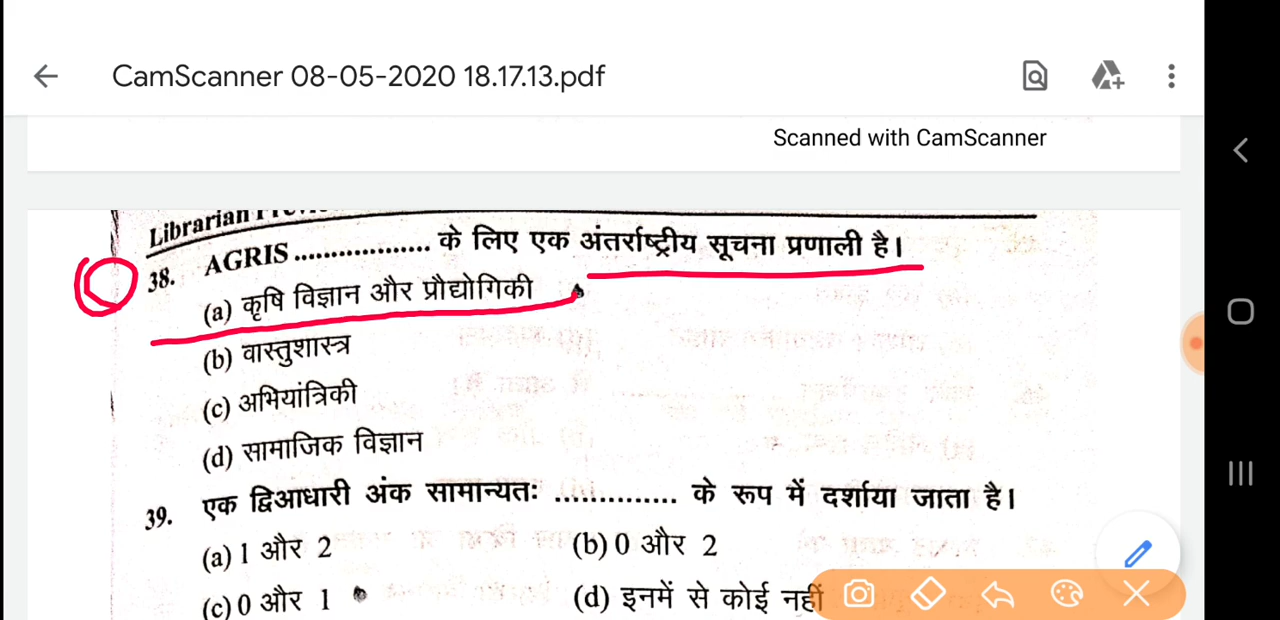 CamScanner 08-05-2020 18.17.13.pdf
Scanned with CamScanner
Librarian
38. AGRIS .................. के लिए एक अंतर्राष्ट्रीय सूचना प्रणाली है।
(a) कृषि विज्ञान और प्रौद्योगिकी
(b) वास्तुशास्त्र
(c) अभियांत्रिकी
(d) सामाजिक विज्ञान
39. एक द्विआधारी अंक सामान्यतः ................ के रूप में दर्शाया जाता है।
(a) 1 और 2 (b) 0 और 2
(c) 0 और 1 (d) इनमें से कोई नहीं